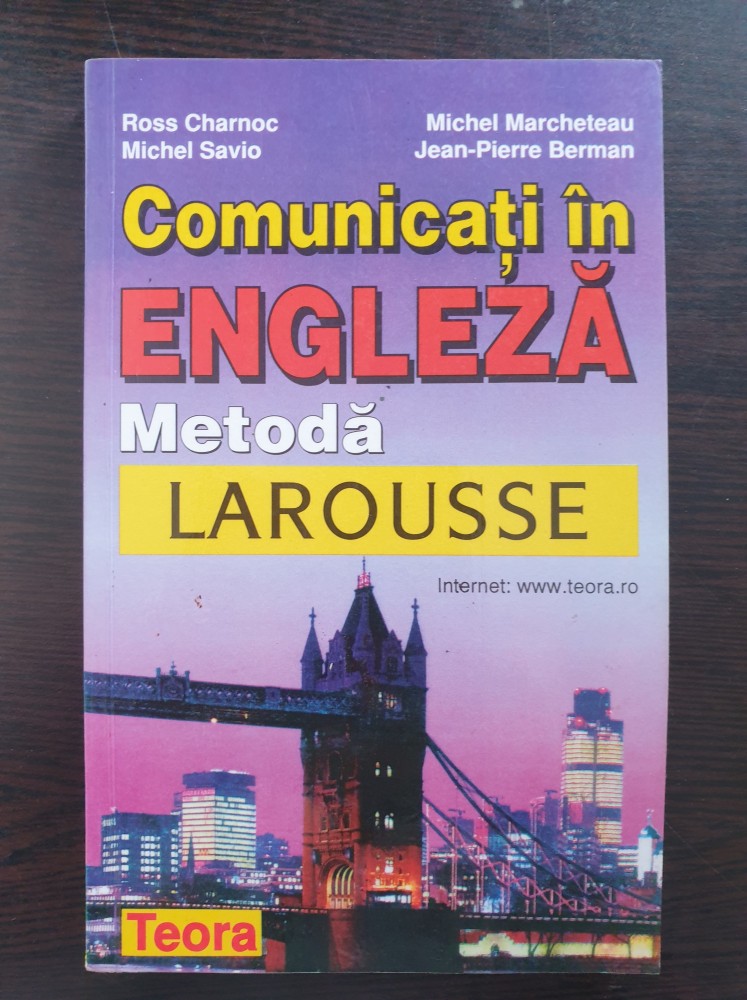 Ross Charnoc
Michel Savio
Michel Marcheteau
Jean-Pierre Berman
Comunicați în
ENGLEZĂ
Metodă
LAROUSSE
Internet: www.teora.ro
Teora